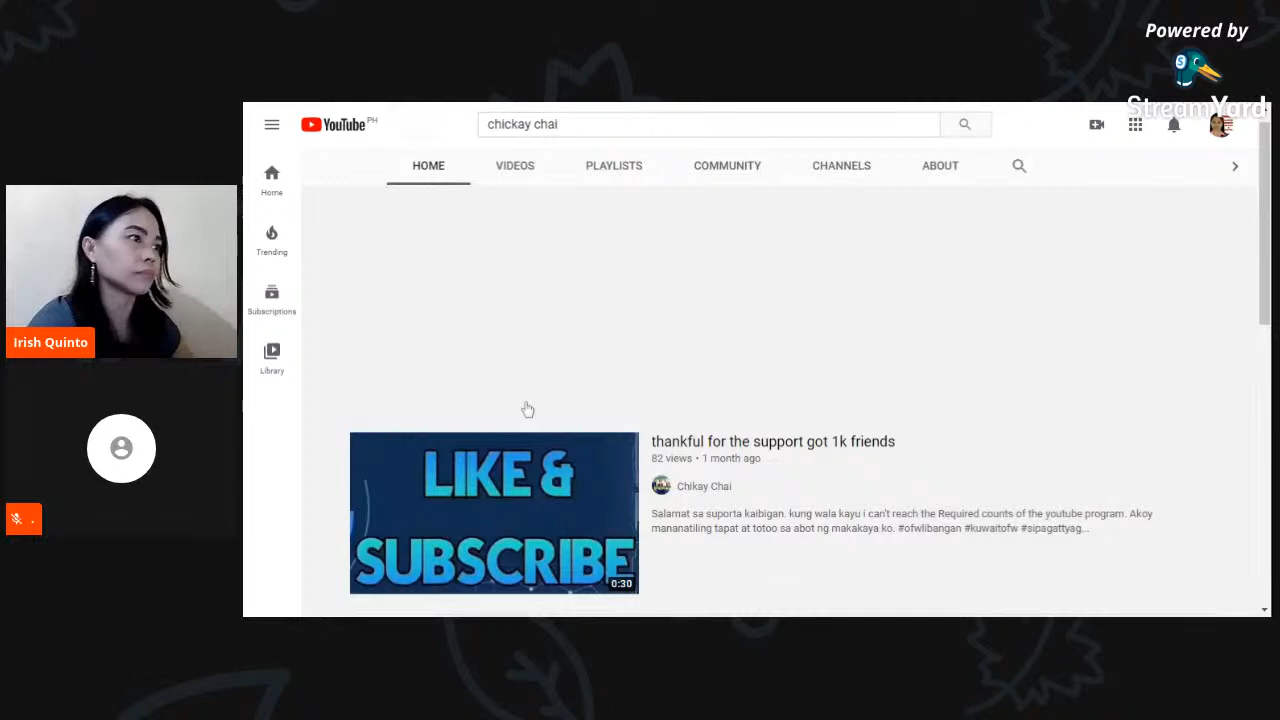 Powered by
StreamYard
YouTube PH
chickay chai
HOME VIDEOS PLAYLISTS COMMUNITY CHANNELS ABOUT
Home
Trending
Subscriptions
Library
Irish Quinto
.
LIKE &
SUBSCRIBE
0:30
thankful for the support got 1k friends
82 views • 1 month ago
Chikay Chai
Salamat sa suporta kaibigan. kung wala kayu i can't reach the Required counts of the youtube program. Akoy
mananatiling tapat at totoo sa abot ng makakaya ko. #ofwlibangan #kuwaitofw #sipagattyag...